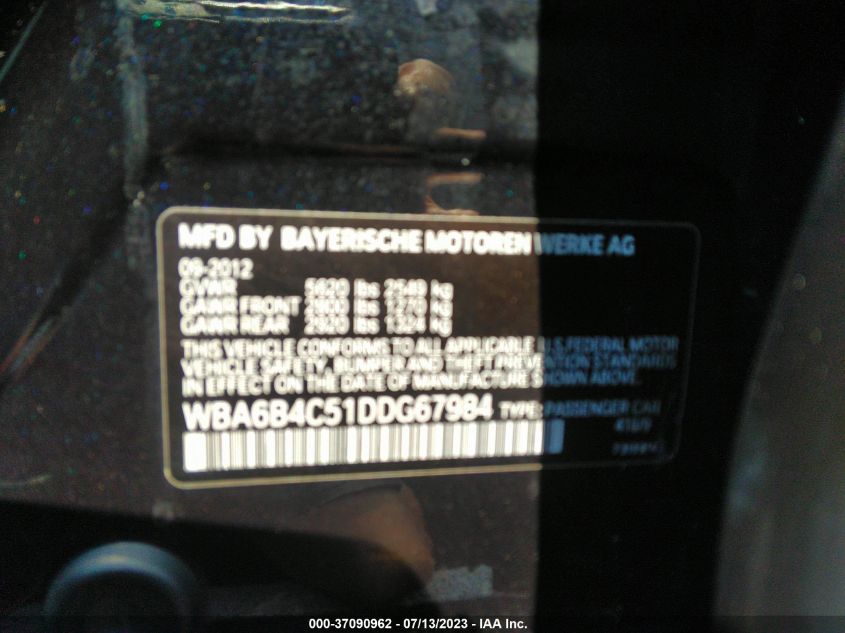 MFD BY BAYERISCHE MOTOREN WERKE AG
09-2012
GVWR 5620 lbs 2549 kg
GAWR FRONT 2800 lbs 1270 kg
GAWR REAR 2920 lbs 1324 kg
THIS VEHICLE CONFORMS TO ALL APPLICABLE U.S. FEDERAL MOTOR
VEHICLE SAFETY, BUMPER AND THEFT PREVENTION STANDARDS
IN EFFECT ON THE DATE OF MANUFACTURE SHOWN ABOVE.
WBA6B4C51DDG67984 TYPE: PASSENGER CAR
000-37090962 - 07/13/2023 - IAA Inc.